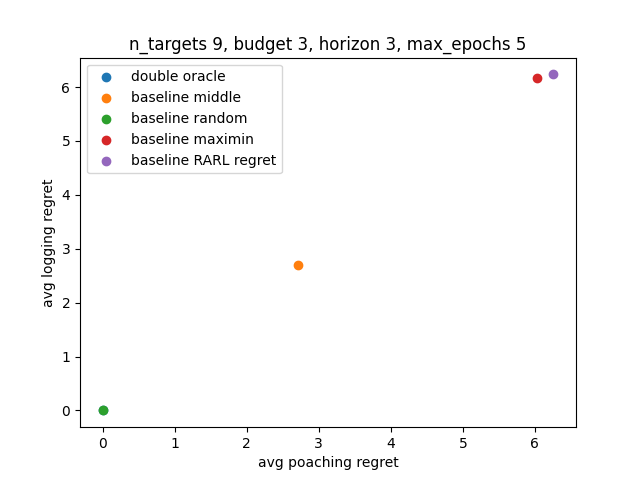 n_targets 9, budget 3, horizon 3, max_epochs 5
double oracle
baseline middle
baseline random
baseline maximin
baseline RARL regret
avg logging regret
6
5
4
3
2
1
0
0 1 2 3 4 5 6
avg poaching regret